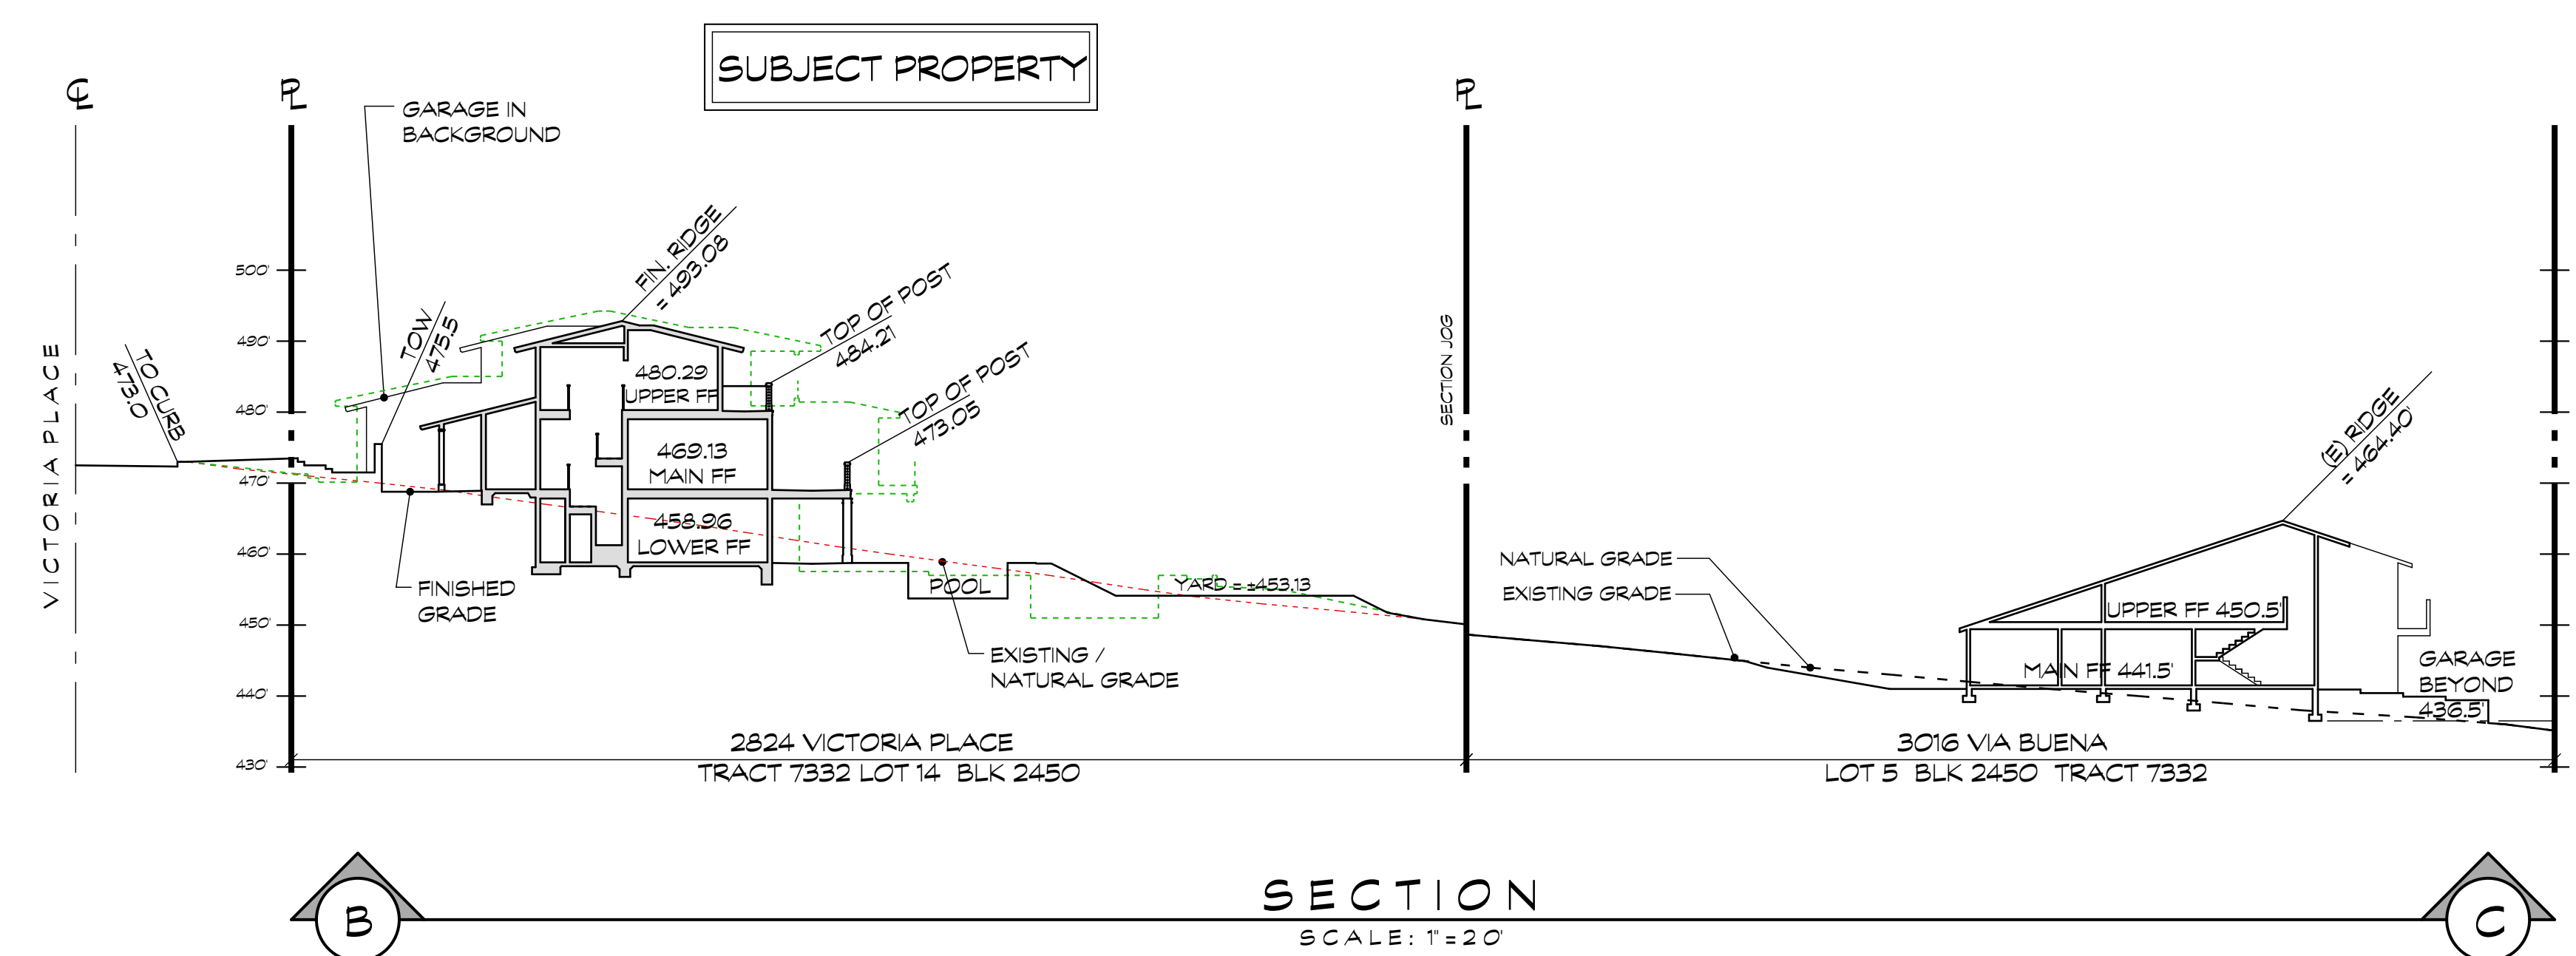 SUBJECT PROPERTY
CL
PL
PL
GARAGE IN
BACKGROUND
FIN. RIDGE
= 493.08
TOP OF POST
484.21
TOP OF POST
473.05
TOW
475.5
TO CURB
473.0
VICTORIA PLACE
500'
490'
480'
470'
460'
450'
440'
430'
480.29
UPPER FF
469.13
MAIN FF
458.96
LOWER FF
FINISHED
GRADE
POOL
YARD = ±453.13
EXISTING /
NATURAL GRADE
SECTION JOG
NATURAL GRADE
EXISTING GRADE
(E) RIDGE
= 464.40'
UPPER FF 450.5'
MAIN FF 441.5'
GARAGE
BEYOND
436.5'
2824 VICTORIA PLACE
TRACT 7332 LOT 14 BLK 2450
3016 VIA BUENA
LOT 5 BLK 2450 TRACT 7332
B
SECTION
SCALE: 1"=20'
C